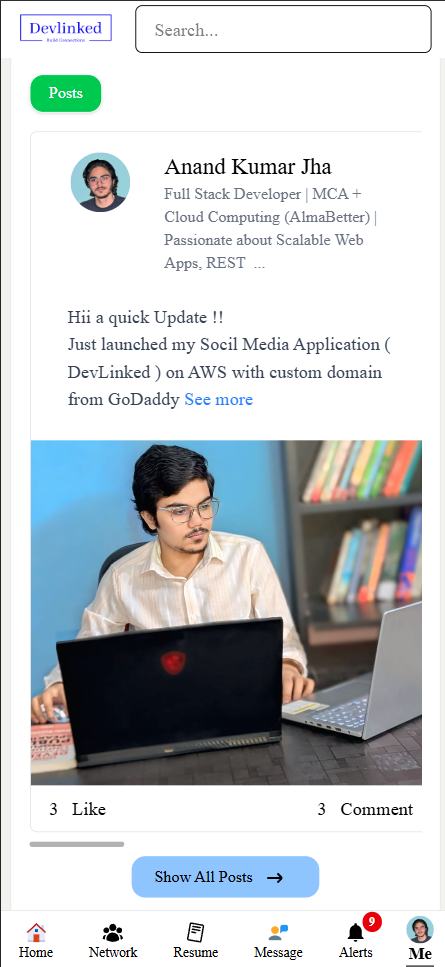 Devlinked
Build Connections
Search...
Posts
Anand Kumar Jha
Full Stack Developer | MCA +
Cloud Computing (AlmaBetter) |
Passionate about Scalable Web
Apps, REST ...
Hii a quick Update !!
Just launched my Socil Media Application (
DevLinked ) on AWS with custom domain
from GoDaddy See more
3 Like 3 Comment
Show All Posts →
9
Home Network Resume Message Alerts Me